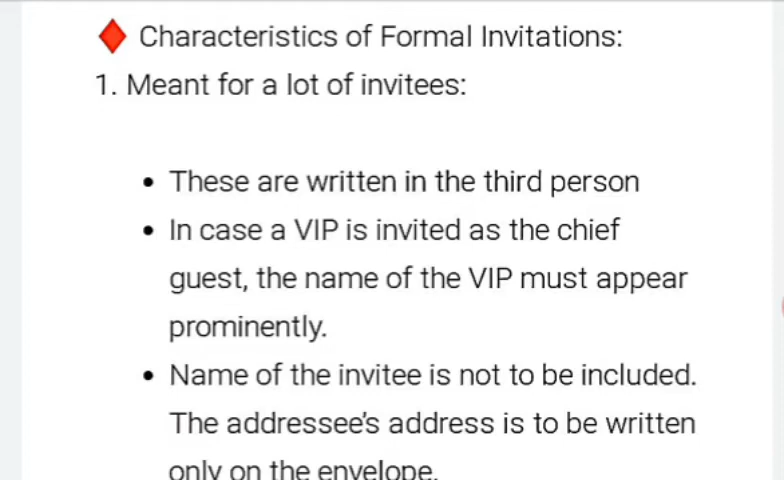 Characteristics of Formal Invitations:
1. Meant for a lot of invitees:
• These are written in the third person
• In case a VIP is invited as the chief
guest, the name of the VIP must appear
prominently.
• Name of the invitee is not to be included.
The addressee's address is to be written
only on the envelope.